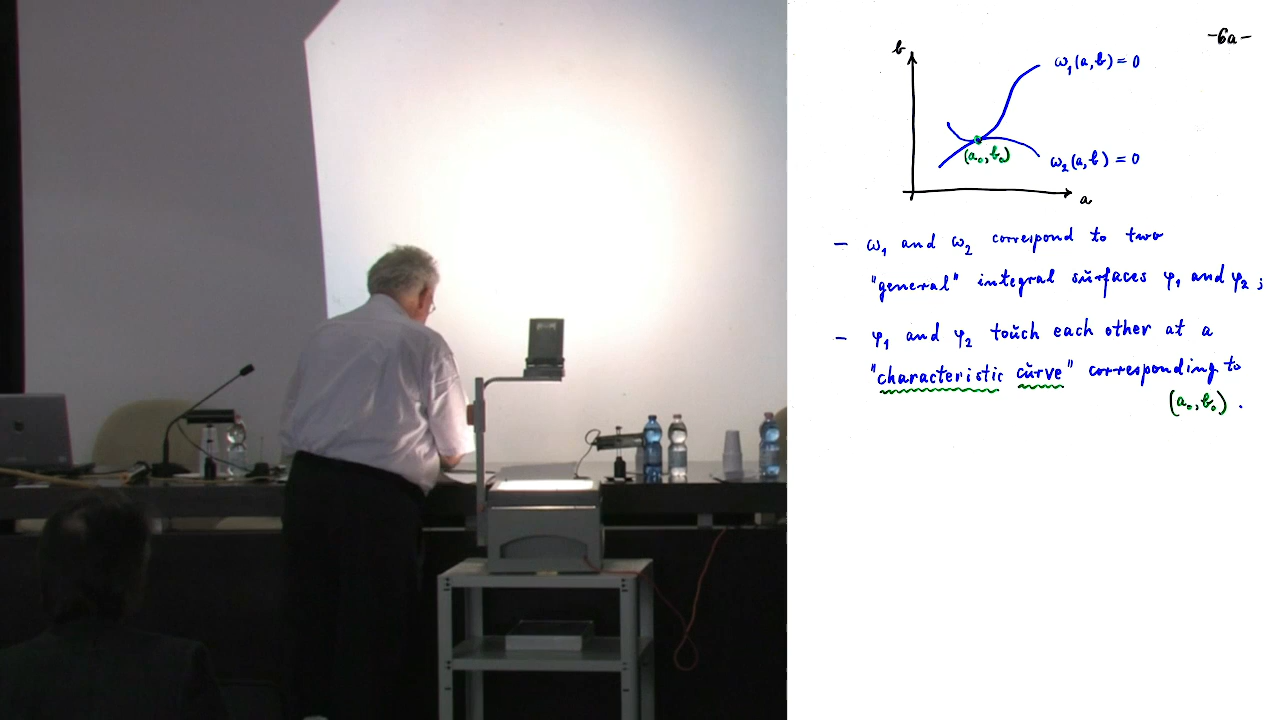 -6a-
b
ω₁(a,b) = 0
(a₀,b₀)
ω₂(a,b) = 0
a
- ω₁ and ω₂ correspond to two
"general" integral surfaces φ₁ and φ₂ ;
- φ₁ and φ₂ touch each other at a
"characteristic curve" corresponding to
(a₀,b₀) .